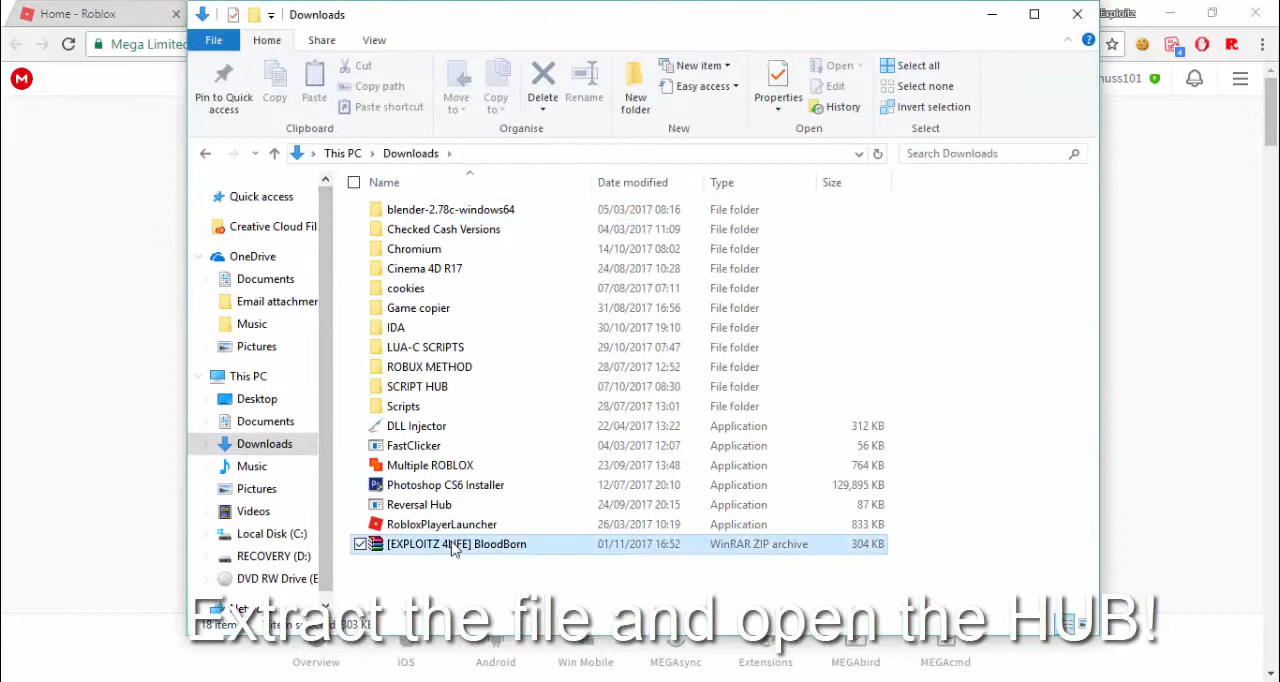 Home - Roblox
Downloads
Exploitz
File Home Share View
Mega Limited
Pin to Quick access
Copy
Paste
Cut
Copy path
Paste shortcut
Move to
Copy to
Delete
Rename
New folder
New item
Easy access
Properties
Open
Edit
History
Select all
Select none
Invert selection
Clipboard Organise New Open Select
nuss101
This PC Downloads
Search Downloads
Name Date modified Type Size
Quick access
Creative Cloud Fil
OneDrive
Documents
Email attachmer
Music
Pictures
This PC
Desktop
Documents
Downloads
Music
Pictures
Videos
Local Disk (C:)
RECOVERY (D:)
DVD RW Drive (E
blender-2.78c-windows64 05/03/2017 08:16 File folder
Checked Cash Versions 04/03/2017 11:09 File folder
Chromium 14/10/2017 08:02 File folder
Cinema 4D R17 24/08/2017 10:28 File folder
cookies 07/08/2017 07:11 File folder
Game copier 31/08/2017 16:56 File folder
IDA 30/10/2017 19:10 File folder
LUA-C SCRIPTS 29/10/2017 07:47 File folder
ROBUX METHOD 28/07/2017 12:52 File folder
SCRIPT HUB 07/10/2017 08:30 File folder
Scripts 28/07/2017 13:01 File folder
DLL Injector 22/04/2017 13:22 Application 312 KB
FastClicker 04/03/2017 12:07 Application 56 KB
Multiple ROBLOX 23/09/2017 13:48 Application 764 KB
Photoshop CS6 Installer 12/07/2017 20:10 Application 129,895 KB
Reversal Hub 24/09/2017 20:15 Application 87 KB
RobloxPlayerLauncher 26/03/2017 10:19 Application 833 KB
[EXPLOITZ 4LIFE] BloodBorn 01/11/2017 16:52 WinRAR ZIP archive 304 KB
Extract the file and open the HUB!
Overview iOS Android Win Mobile MEGAsync Extensions MEGAbird MEGAcmd